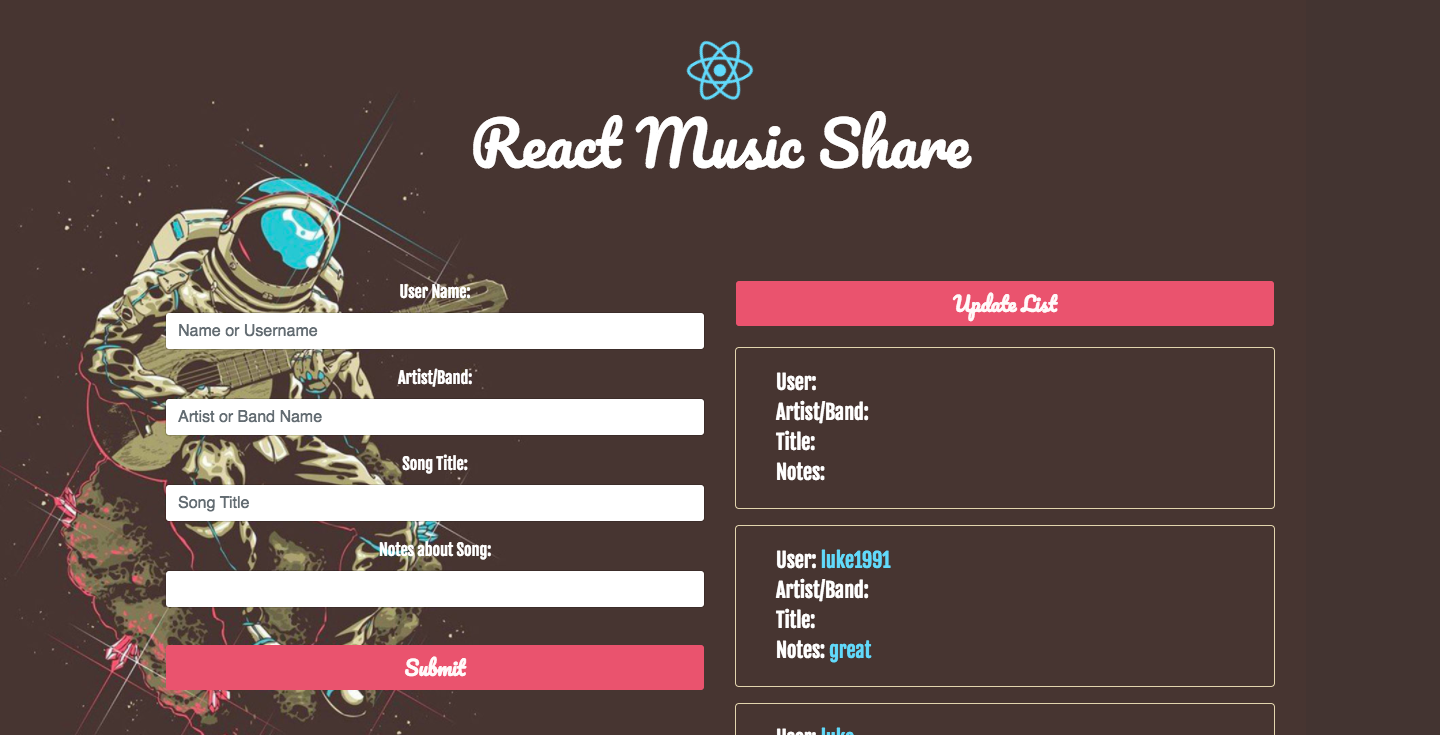 React Music Share
User Name:
Name or Username
Artist/Band:
Artist or Band Name
Song Title:
Song Title
Notes about Song:
Submit
Update List
User:
Artist/Band:
Title:
Notes:
User: luke1991
Artist/Band:
Title:
Notes: great
User: luke